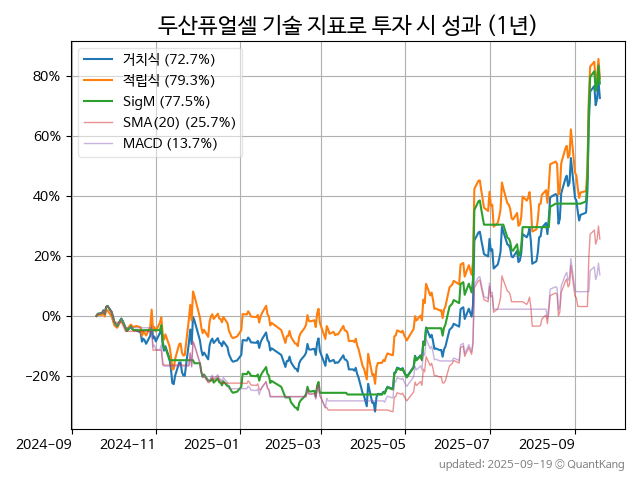 두산퓨얼셀 기술 지표로 투자 시 성과 (1년)
거치식 (72.7%)
적립식 (79.3%)
SigM (77.5%)
SMA(20) (25.7%)
MACD (13.7%)
80%
60%
40%
20%
0%
−20%
2024-09
2024-11
2025-01
2025-03
2025-05
2025-07
2025-09
updated: 2025-09-19 © QuantKang